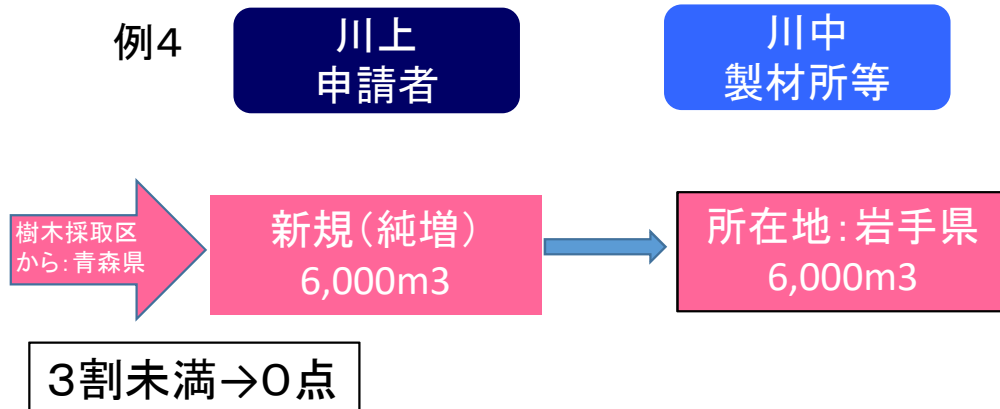 例4
川上
申請者
川中
製材所等
樹木採取区
から:青森県
新規(純増)
6,000m3
所在地:岩手県
6,000m3
3割未満→0点